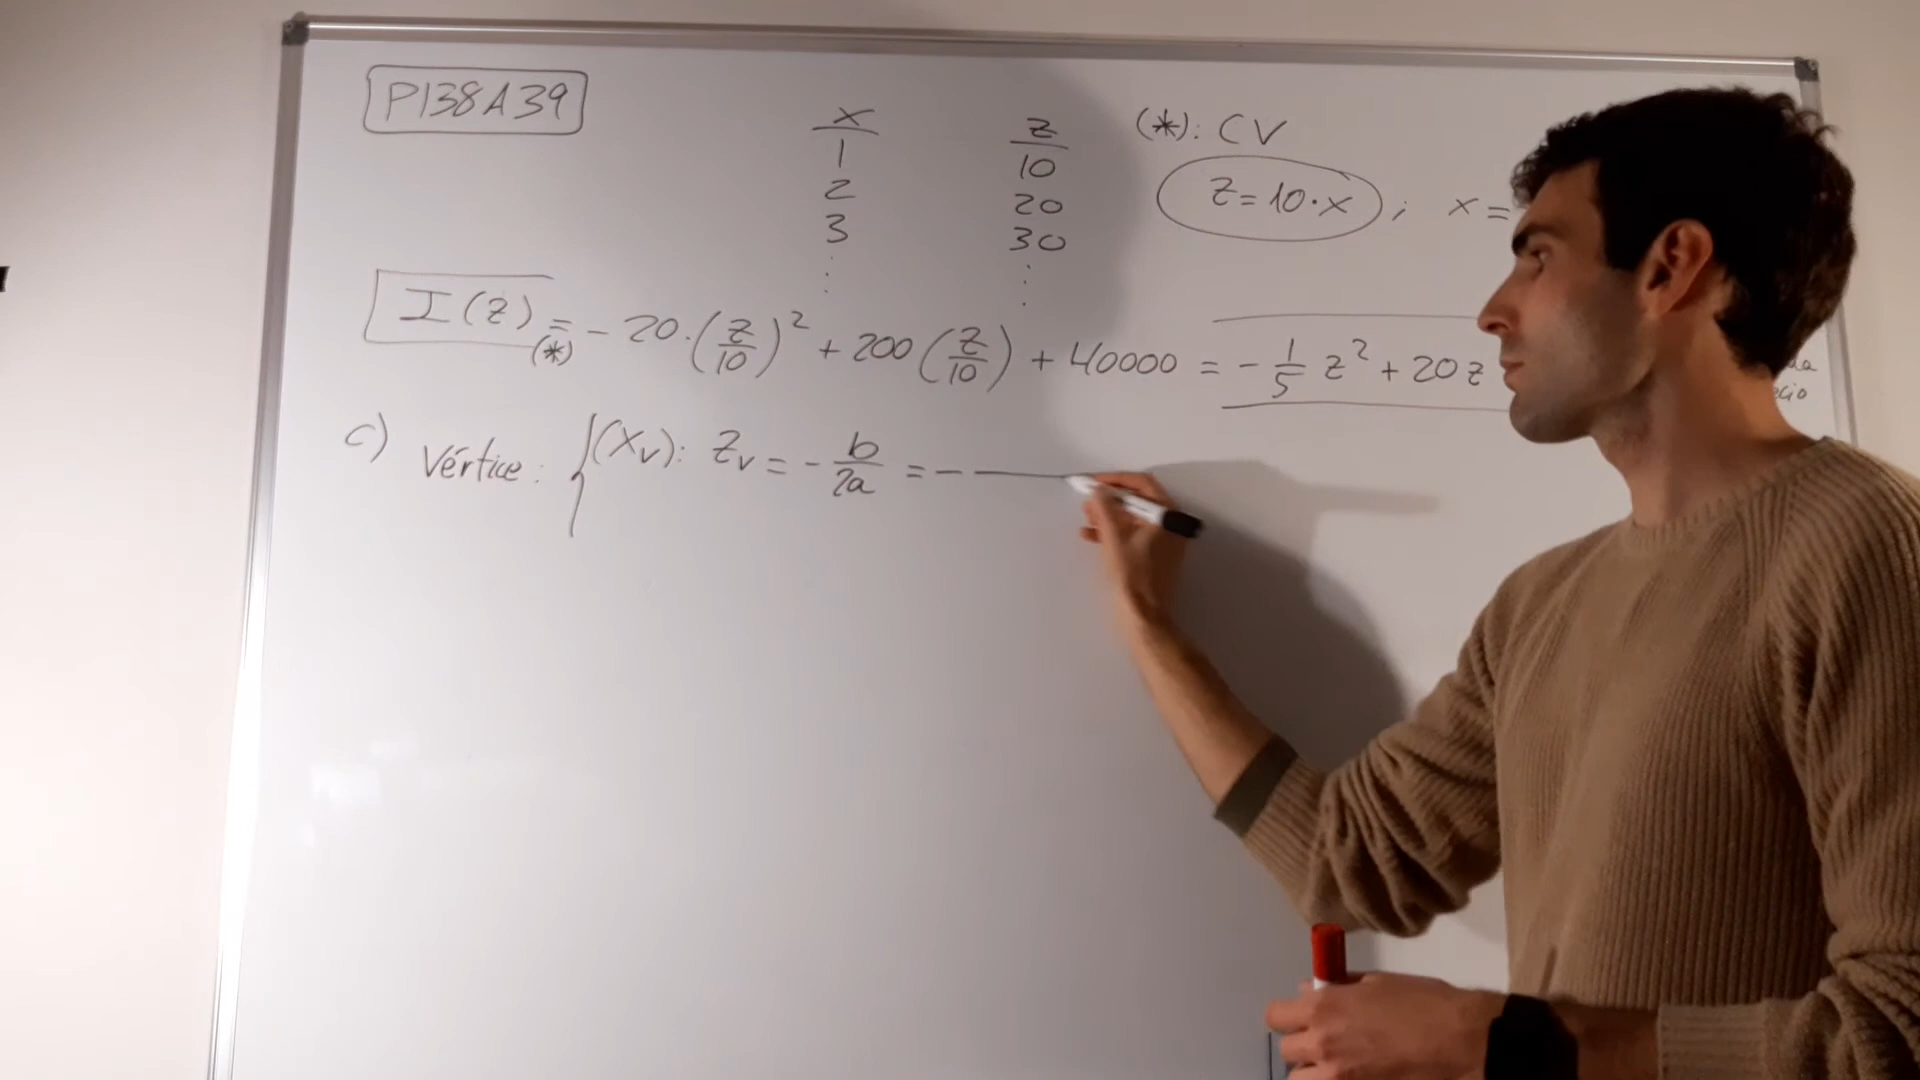 P138A39
x z (*): CV
1 10 z = 10·x ; x =
2 20
3 30
⋮ ⋮
I(z) =(*) -20·(z/10)² + 200(z/10) + 40000 = -1/5 z² + 20z
c) Vértice: { (Xv): Zv = - b/2a = -